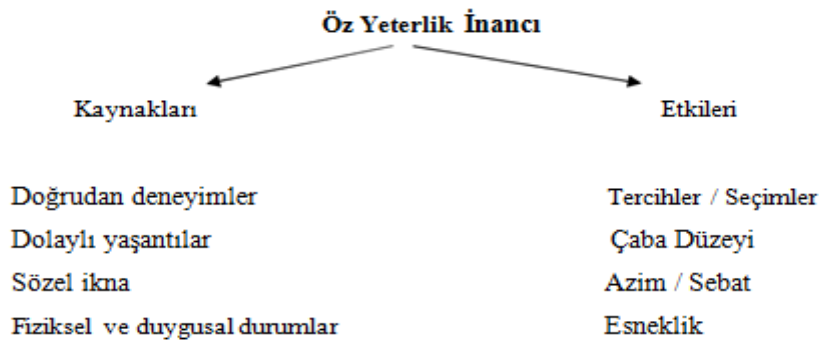 Öz Yeterlik İnancı
Kaynakları
Etkileri
Doğrudan deneyimler
Tercihler / Seçimler
Dolaylı yaşantılar
Çaba Düzeyi
Sözel ikna
Azim / Sebat
Fiziksel ve duygusal durumlar
Esneklik